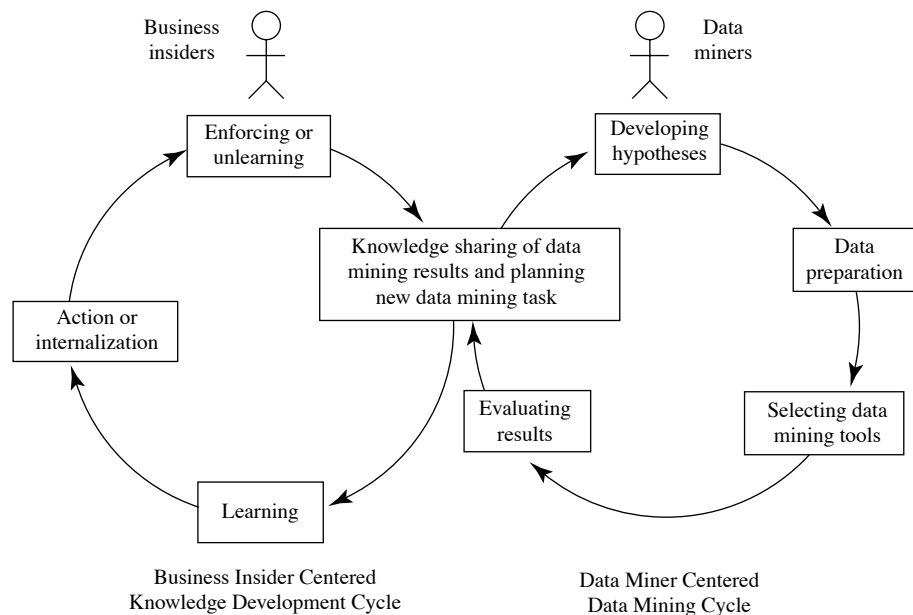 Business
insiders
Data
miners
Enforcing or
unlearning
Developing
hypotheses
Knowledge sharing of data
mining results and planning
new data mining task
Data
preparation
Action or
internalization
Evaluating
results
Selecting data
mining tools
Learning
Business Insider Centered
Knowledge Development Cycle
Data Miner Centered
Data Mining Cycle